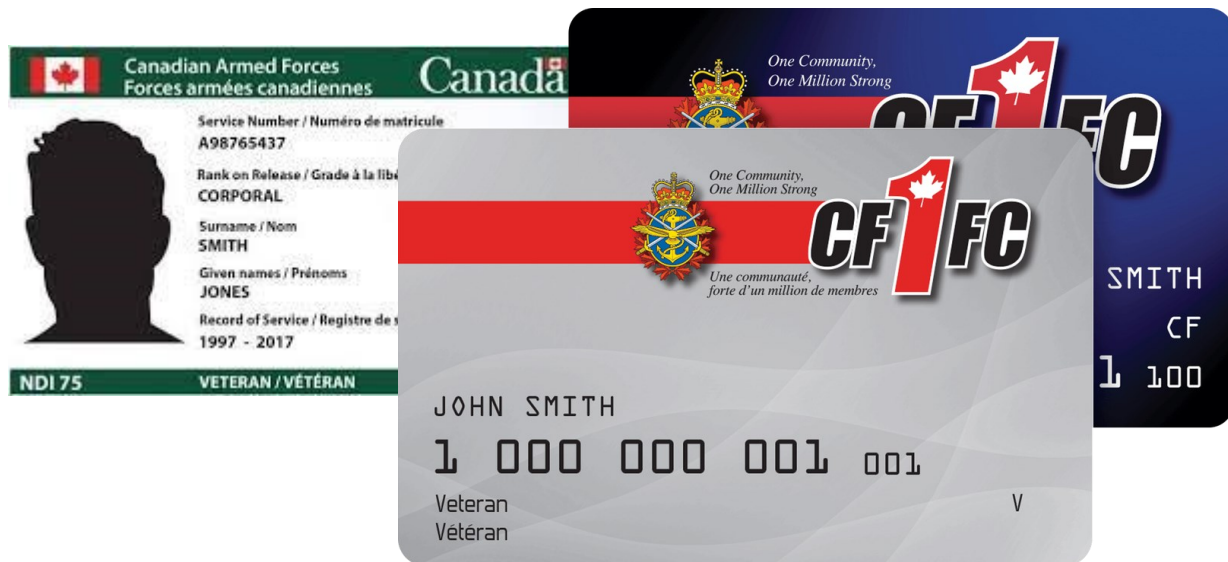 Canadian Armed Forces
Forces armées canadiennes
Canada
Service Number / Numéro de matricule
A98765437
Rank on Release / Grade à la
CORPORAL
Surname / Nom
SMITH
Given names / Prénoms
JONES
Record of Service / Registre de
1997 - 2017
NDI 75
VETERAN / VÉTÉRAN
One Community,
One Million Strong
CF1FC
SMITH
CF
1 100
One Community,
One Million Strong
CF1FC
Une communauté,
forte d'un million de membres
JOHN SMITH
1 000 000 001 001
Veteran V
Vétéran